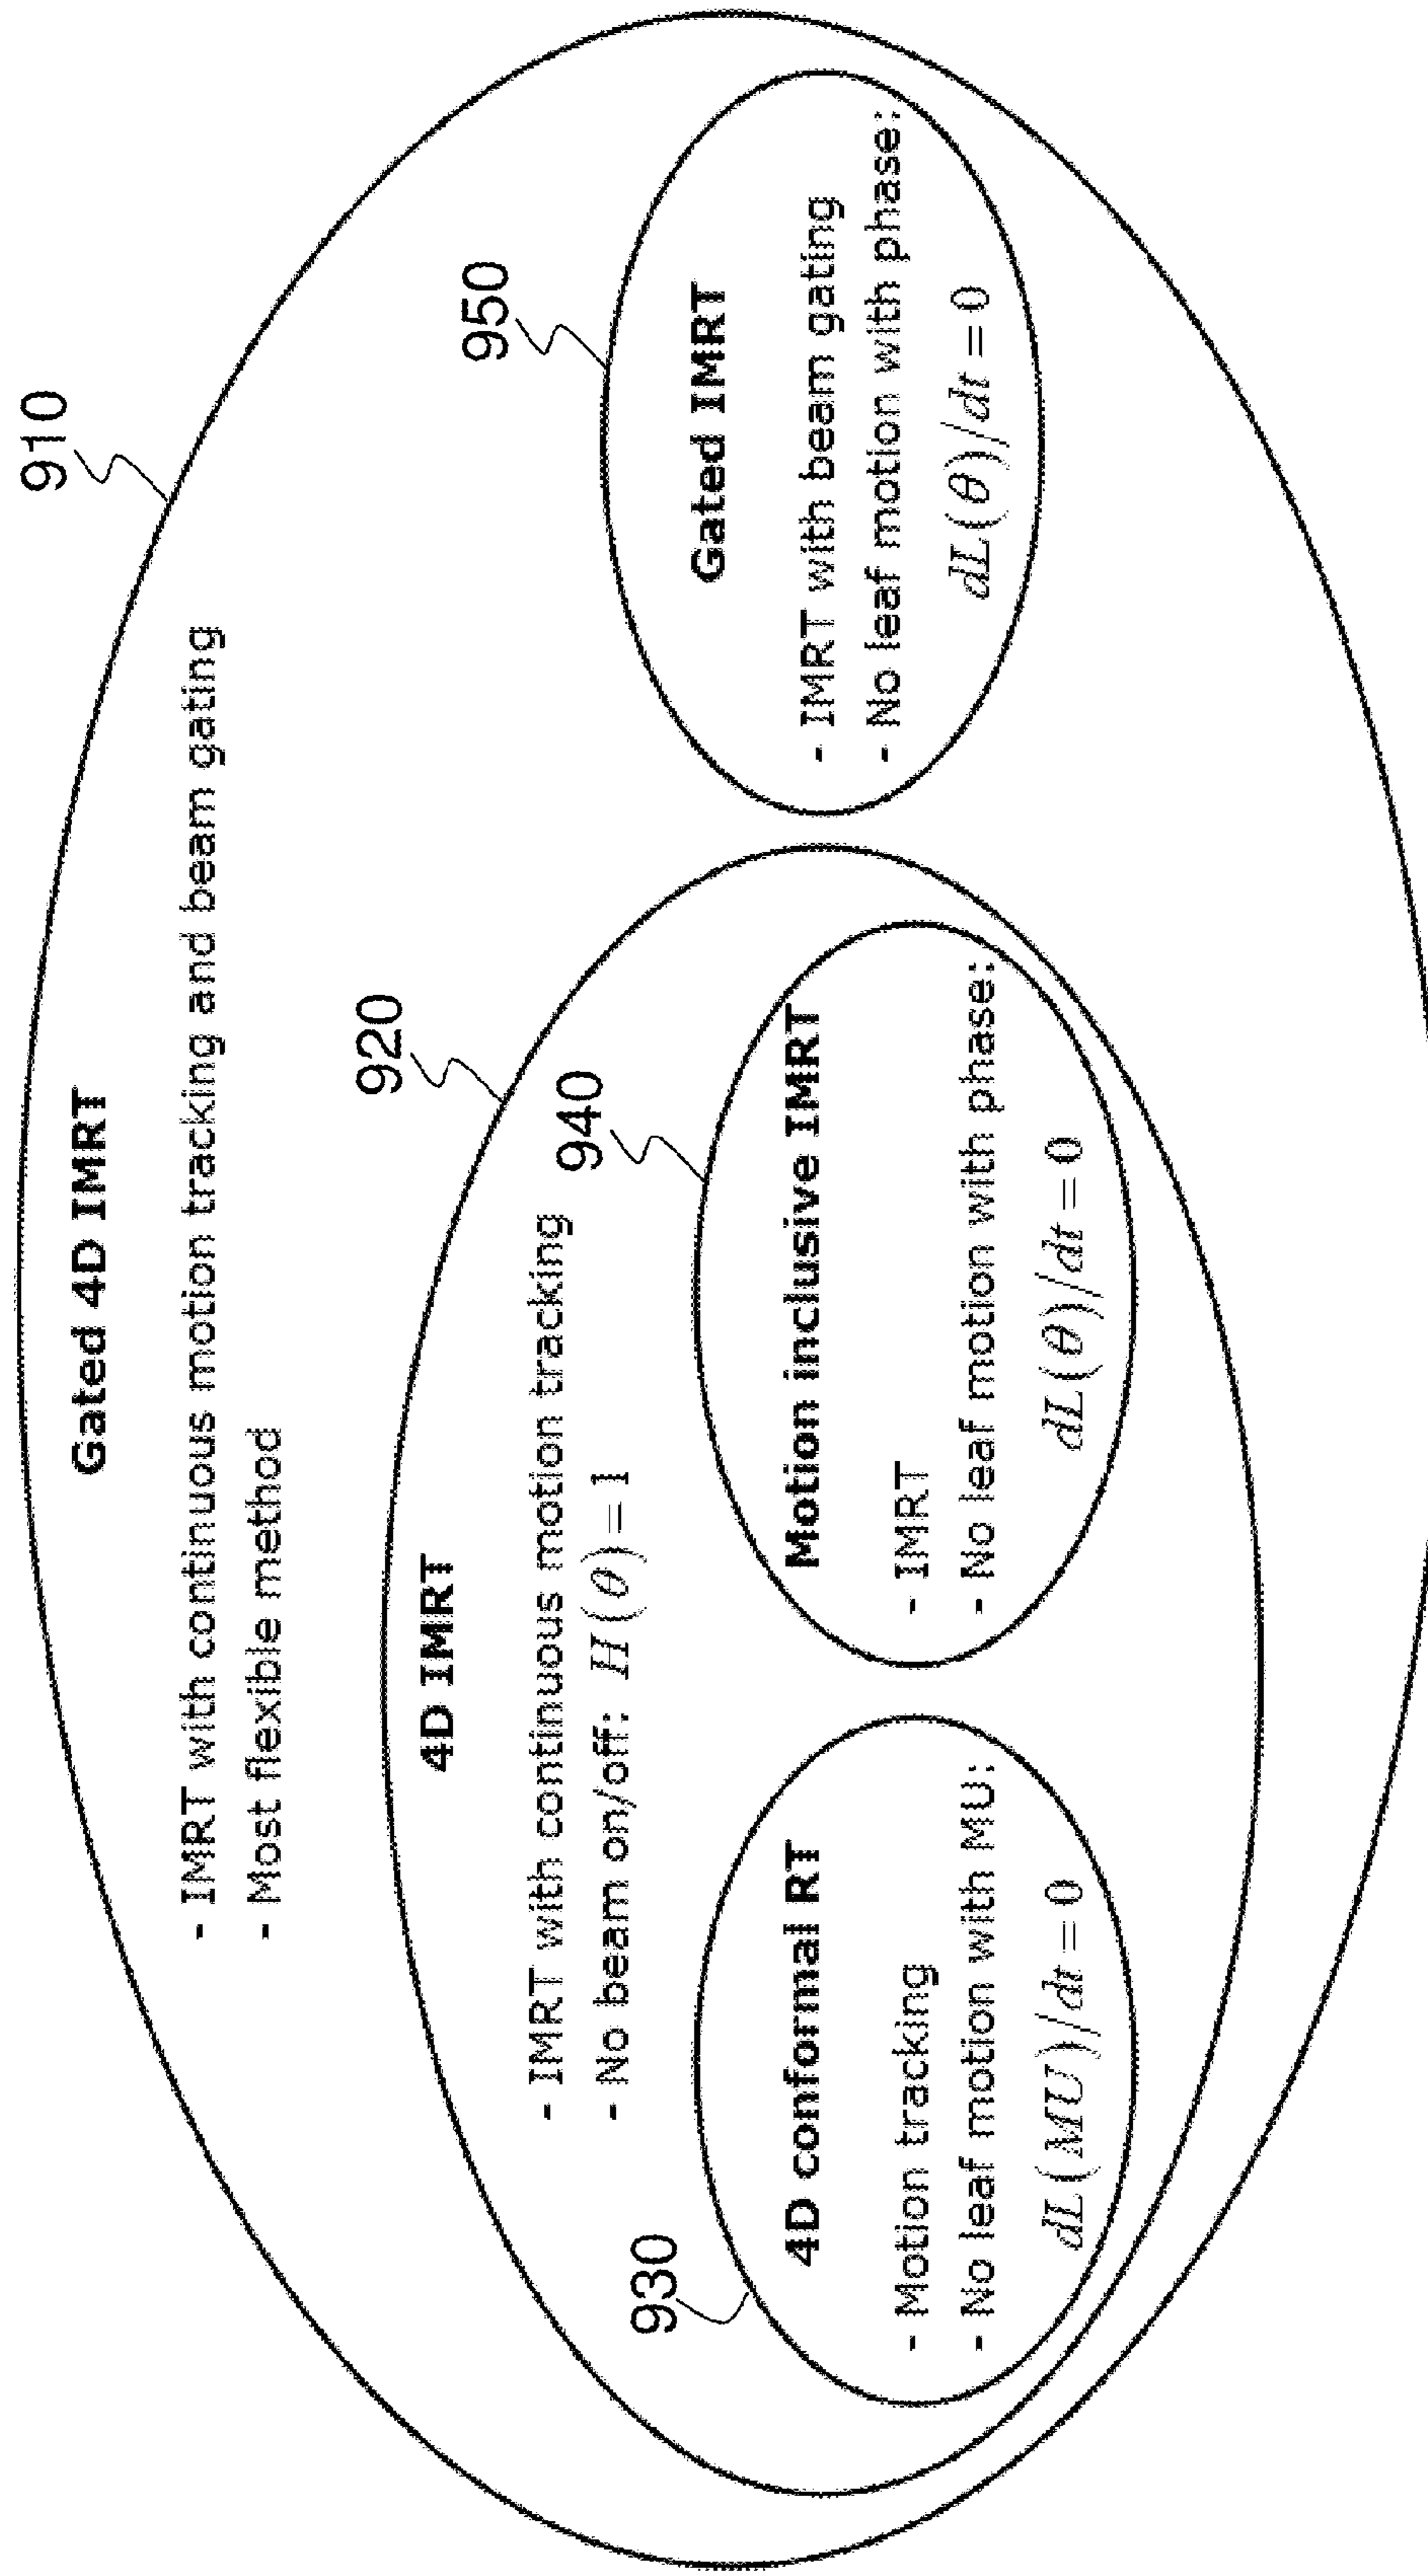 910
Gated 4D IMRT
- IMRT with continuous motion tracking and beam gating
- Most flexible method
920
4D IMRT
- IMRT with continuous motion tracking
- No beam on/off: H(θ)=1
930
4D conformal RT
- Motion tracking
- No leaf motion with MU:
dL(MU)/dt=0
940
Motion inclusive IMRT
- IMRT
- No leaf motion with phase:
dL(θ)/dt=0
950
Gated IMRT
- IMRT with beam gating
- No leaf motion with phase:
dL(θ)/dt=0